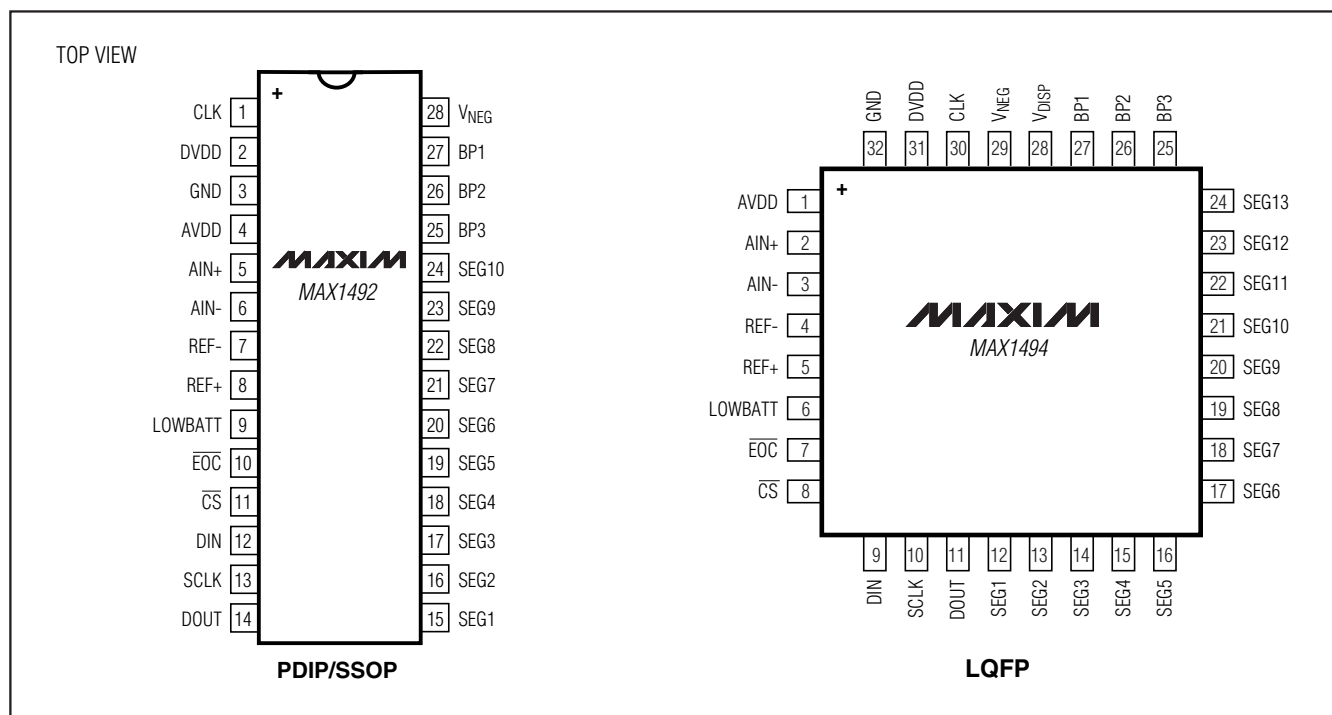 TOP VIEW
+
CLK 1
DVDD 2
GND 3
AVDD 4
AIN+ 5
AIN- 6
REF- 7
REF+ 8
LOWBATT 9
EOC 10
CS 11
DIN 12
SCLK 13
DOUT 14
MAXIM
MAX1492
28 VNEG
27 BP1
26 BP2
25 BP3
24 SEG10
23 SEG9
22 SEG8
21 SEG7
20 SEG6
19 SEG5
18 SEG4
17 SEG3
16 SEG2
15 SEG1
PDIP/SSOP
GND DVDD CLK VNEG VDISP BP1 BP2 BP3
32 31 30 29 28 27 26 25
+
AVDD 1
AIN+ 2
AIN- 3
REF- 4
REF+ 5
LOWBATT 6
EOC 7
CS 8
MAXIM
MAX1494
24 SEG13
23 SEG12
22 SEG11
21 SEG10
20 SEG9
19 SEG8
18 SEG7
17 SEG6
9 10 11 12 13 14 15 16
DIN SCLK DOUT SEG1 SEG2 SEG3 SEG4 SEG5
LQFP